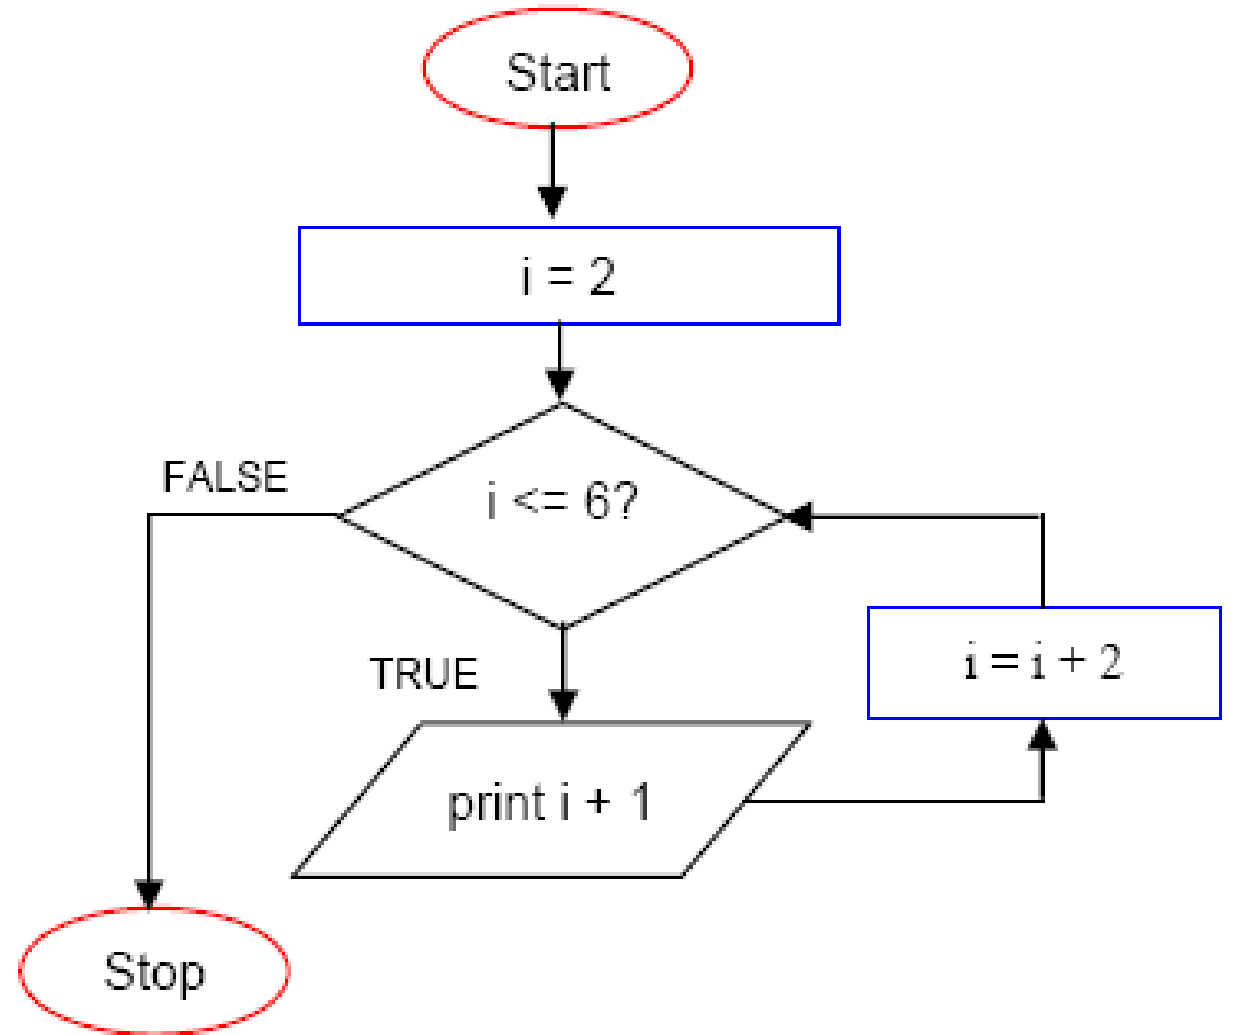 Start
i = 2
i <= 6?
FALSE
TRUE
print i + 1
i = i + 2
Stop